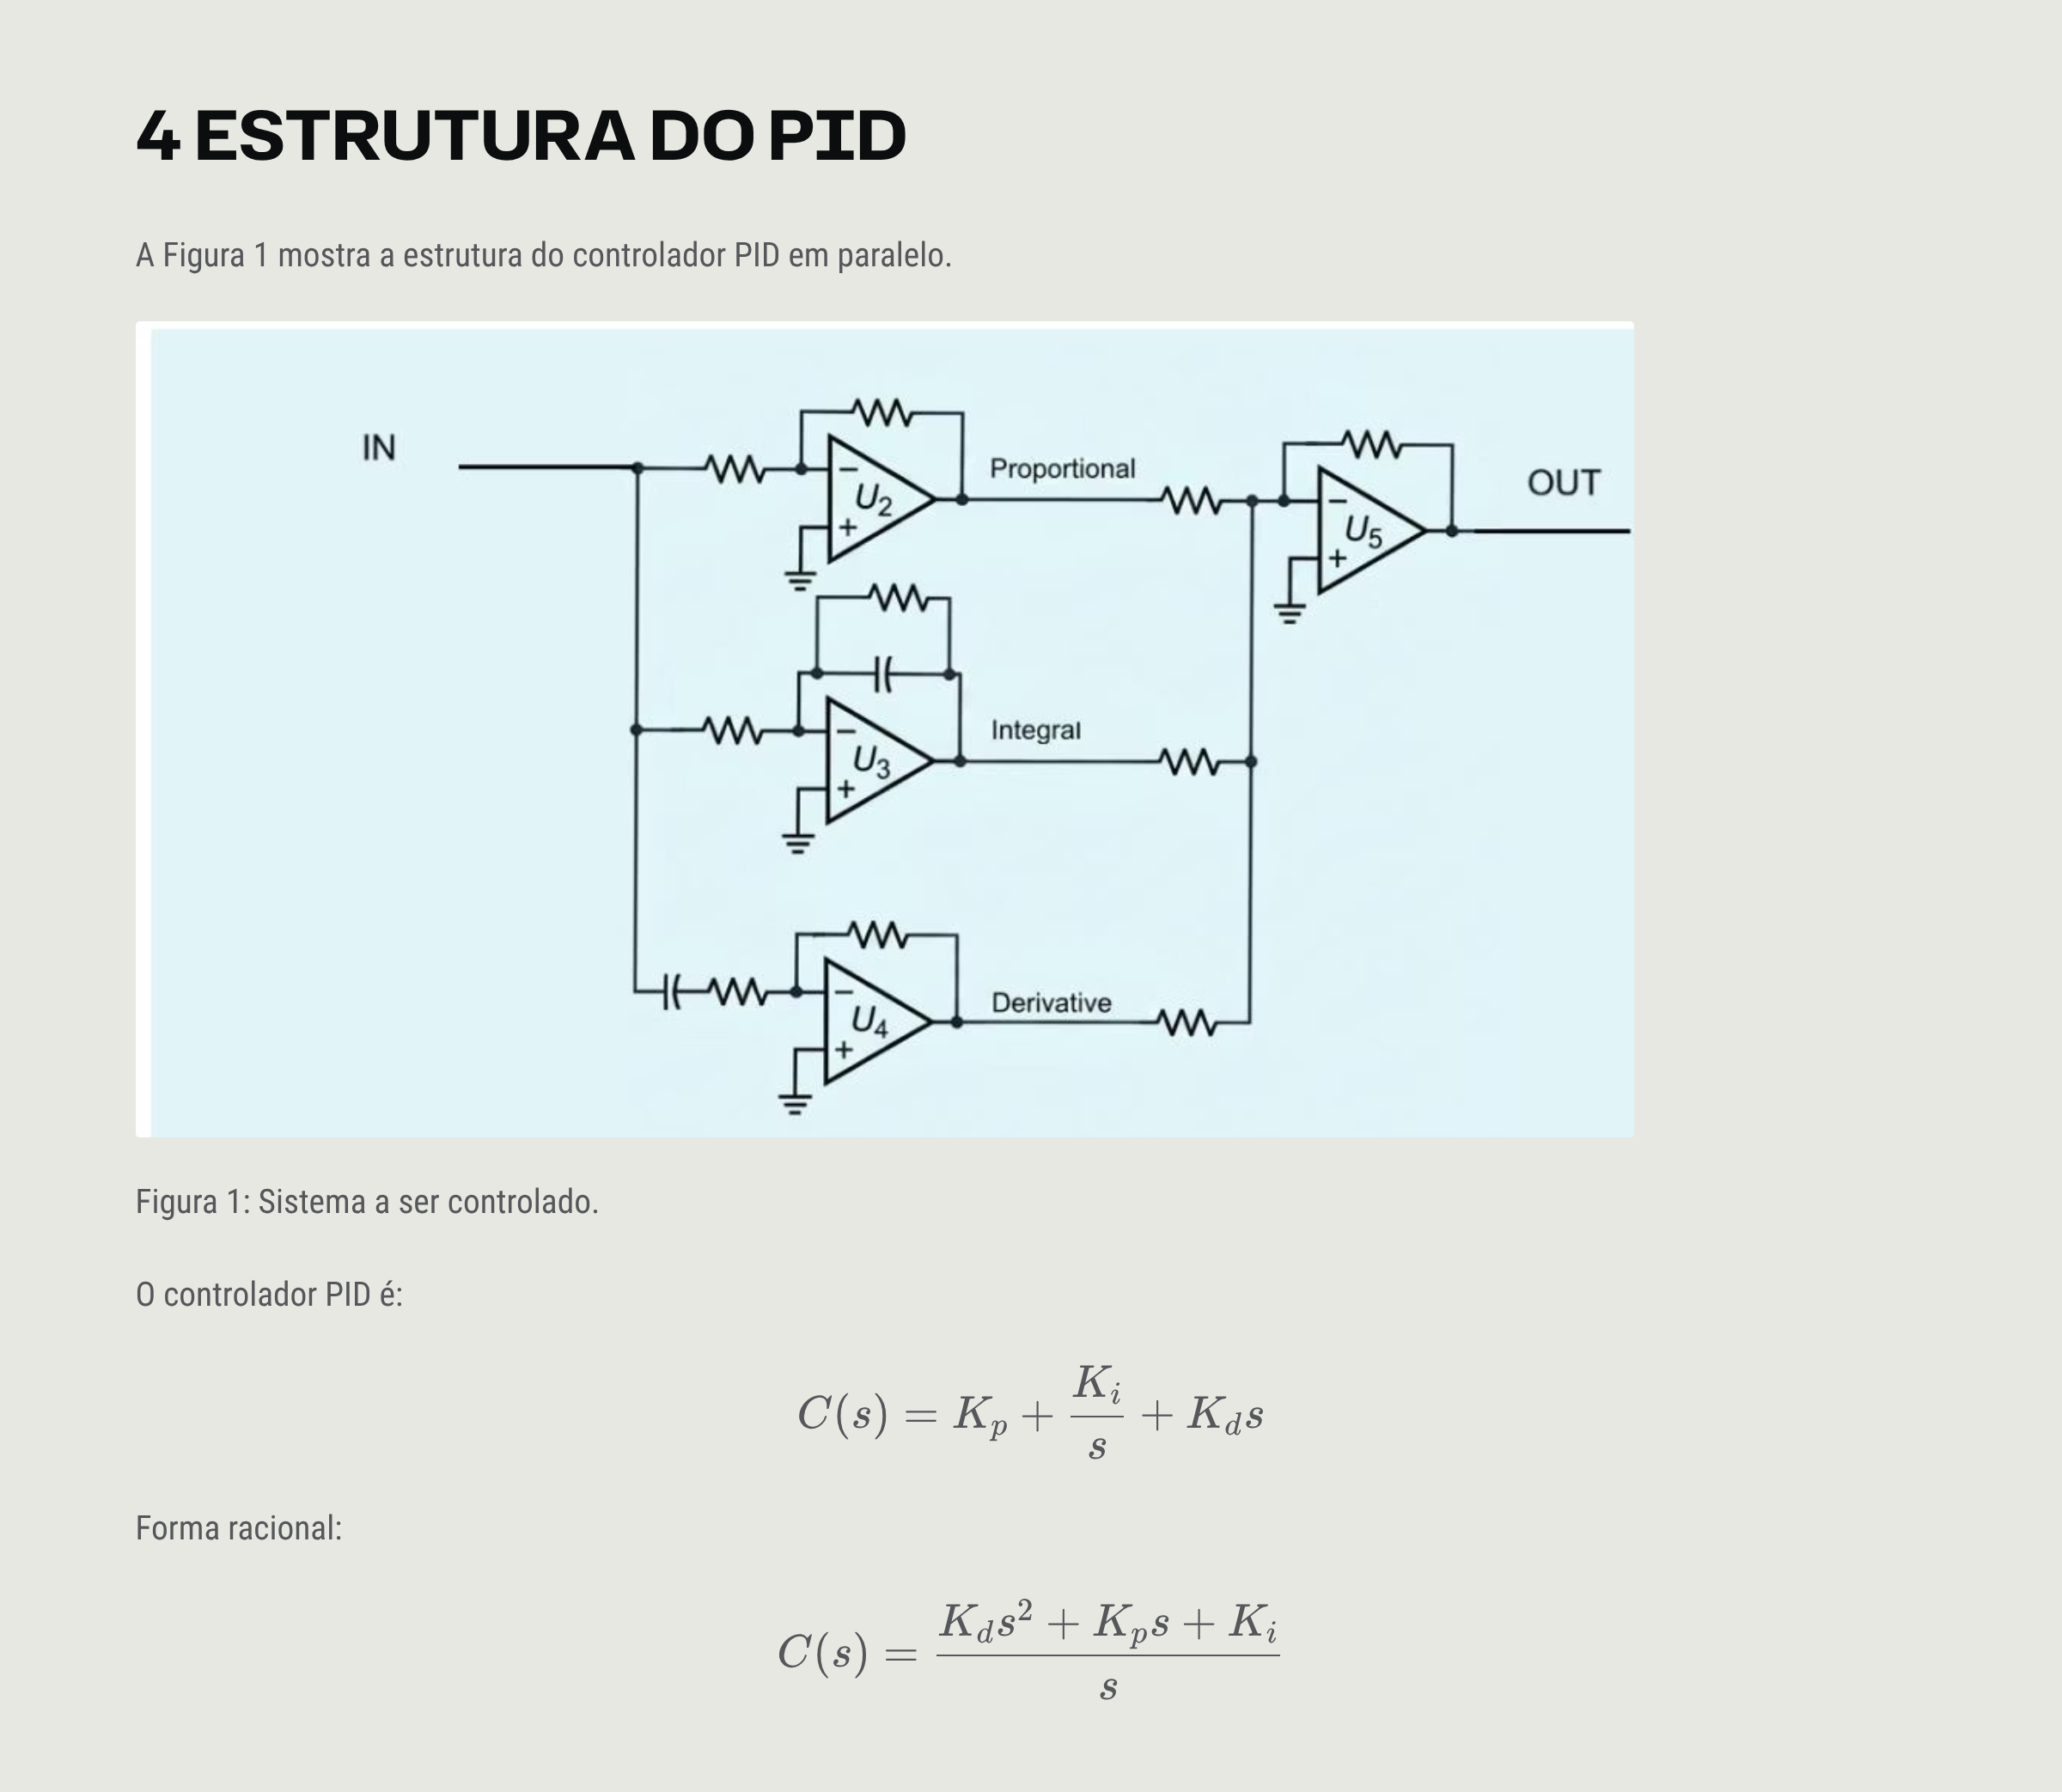 4 ESTRUTURA DO PID
A Figura 1 mostra a estrutura do controlador PID em paralelo.
IN
U2
Proportional
U5
OUT
U3
Integral
U4
Derivative
Figura 1: Sistema a ser controlado.
O controlador PID é:
C(s) = K_p + \frac{K_i}{s} + K_d s
Forma racional:
C(s) = \frac{K_d s^2 + K_p s + K_i}{s}